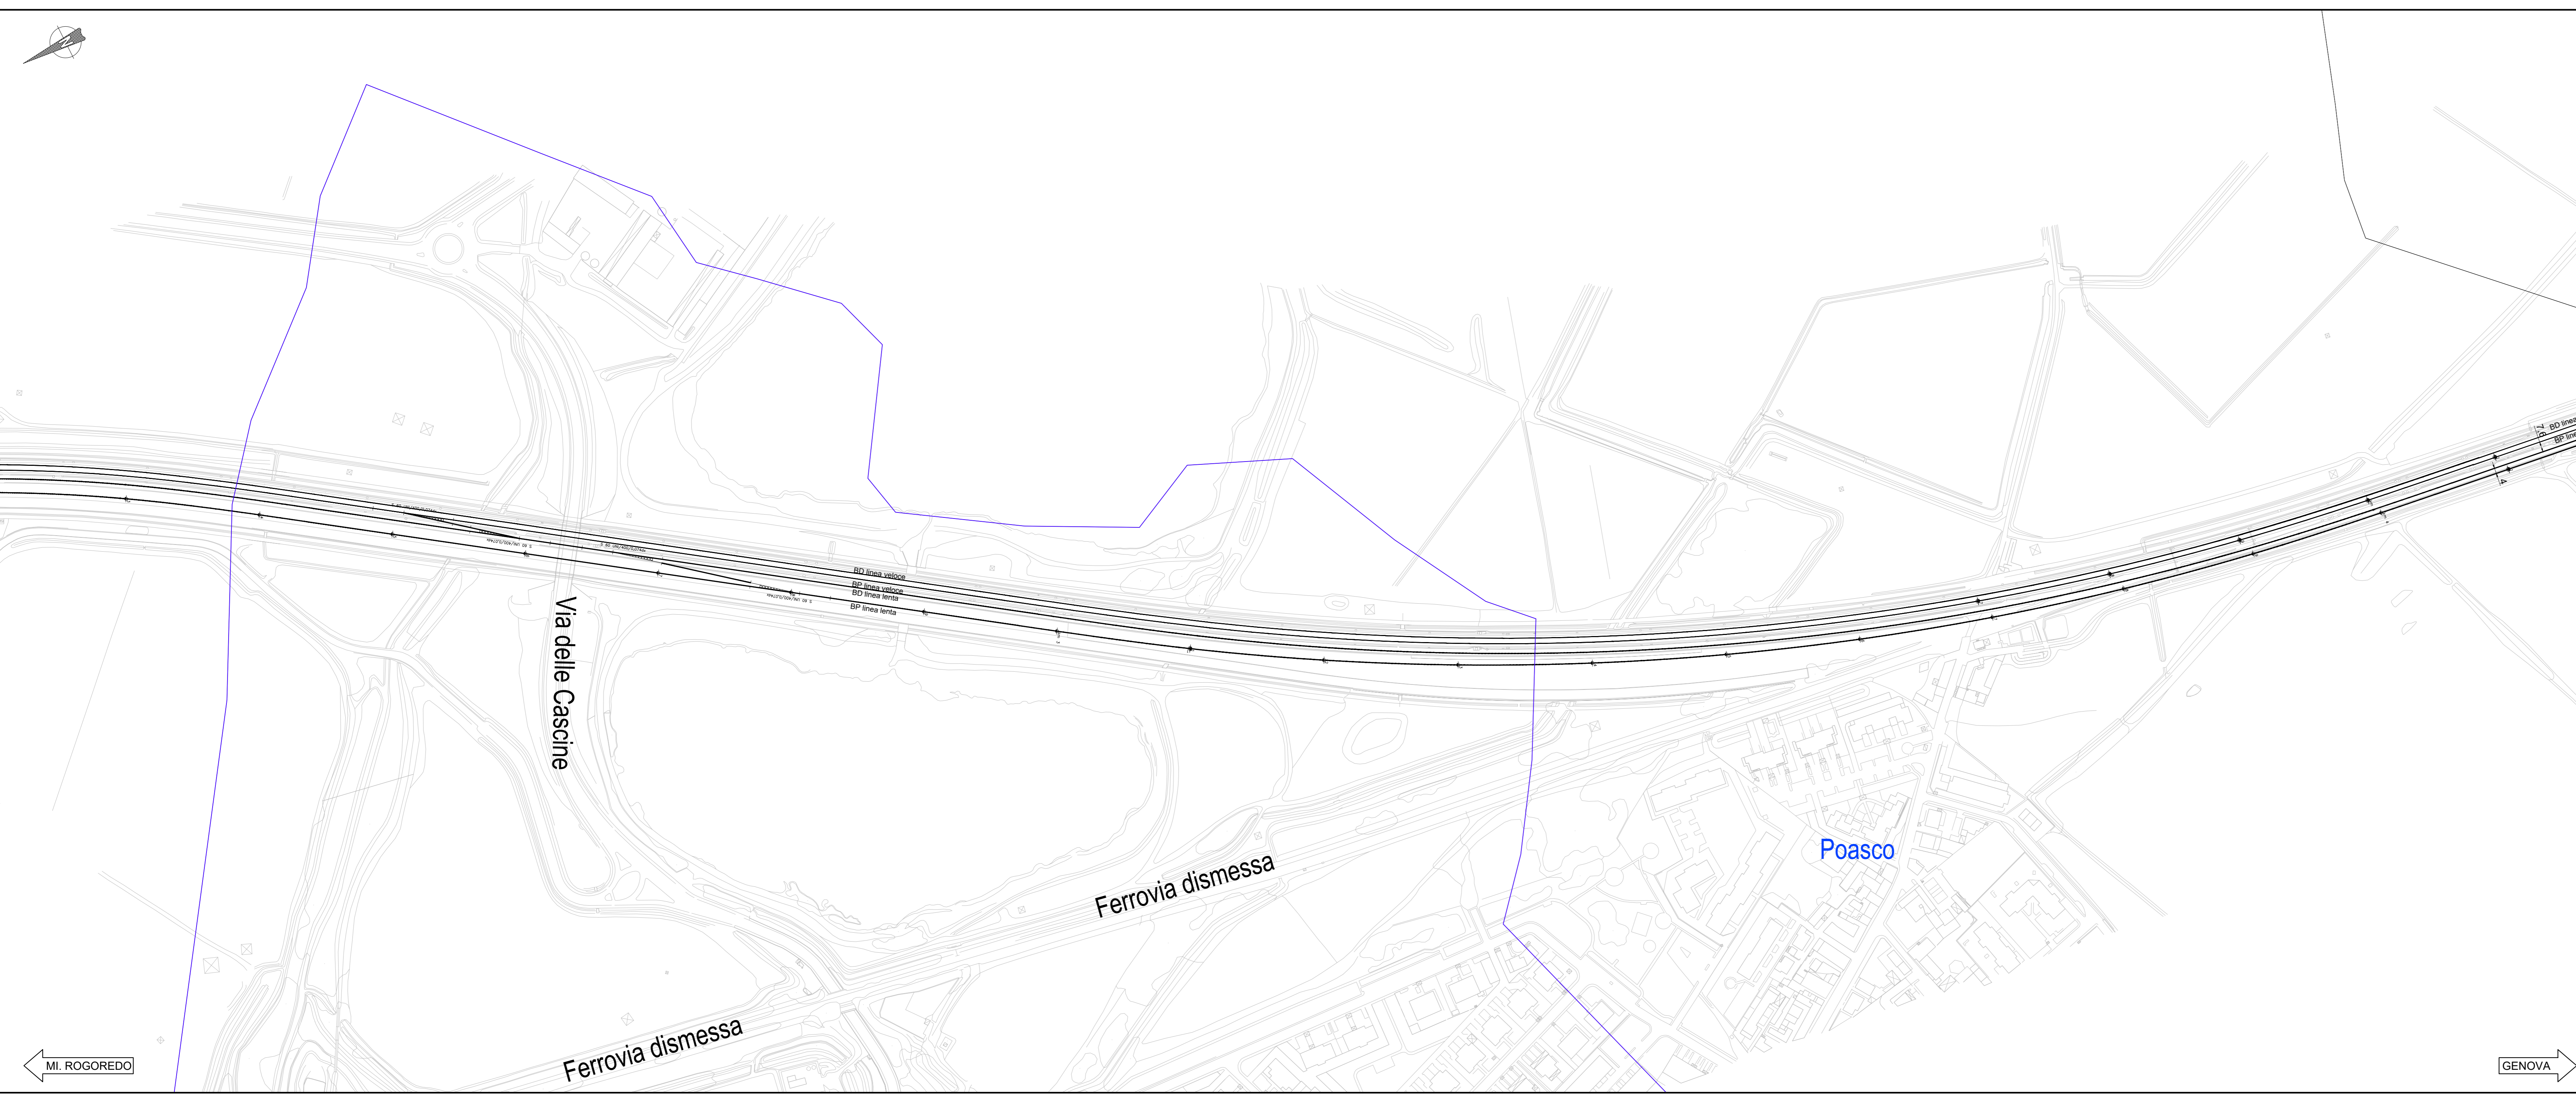 BD linea veloce
BP linea veloce
BD linea lenta
BP linea lenta
Via delle Cascine
Poasco
Ferrovia dismessa
Ferrovia dismessa
MI. ROGOREDO
GENOVA